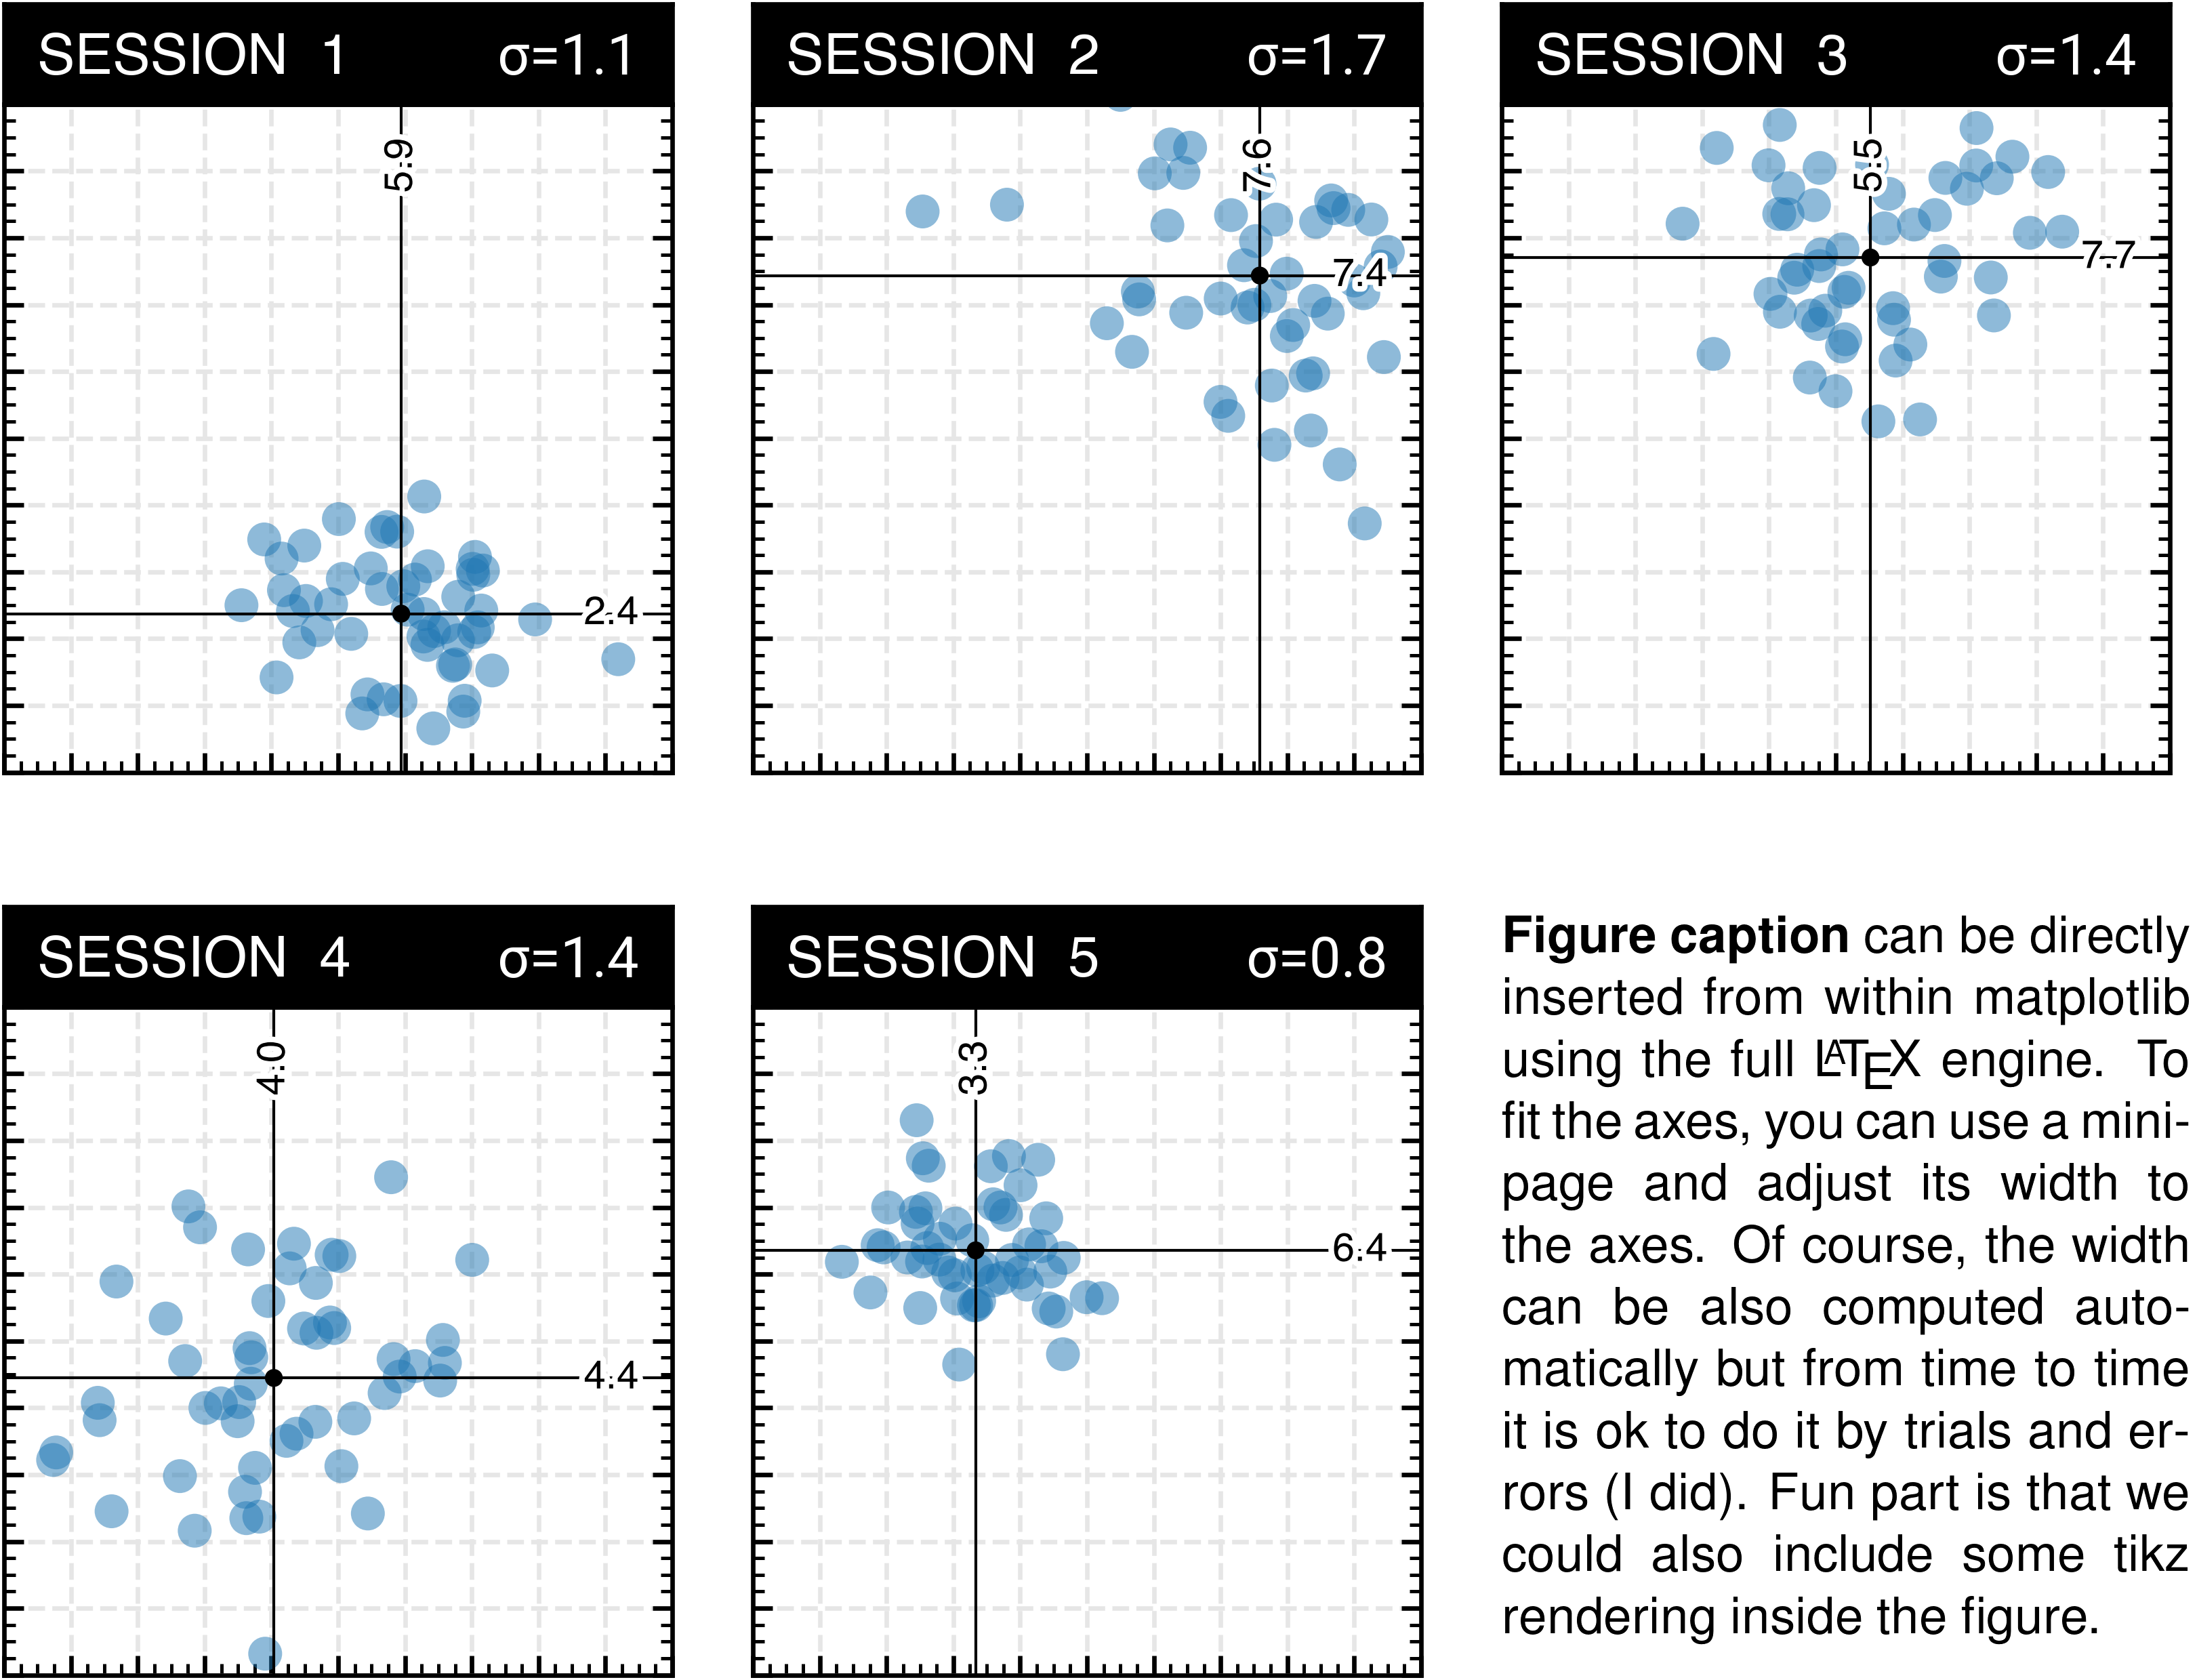 SESSION 1 σ=1.1
5.9
2.4
SESSION 2 σ=1.7
7.6
7.4
SESSION 3 σ=1.4
5.5
7.7
SESSION 4 σ=1.4
4.0
4.4
SESSION 5 σ=0.8
3.3
6.4
Figure caption can be directly
inserted from within matplotlib
using the full LATEX engine. To
fit the axes, you can use a mini-
page and adjust its width to
the axes. Of course, the width
can be also computed auto-
matically but from time to time
it is ok to do it by trials and er-
rors (I did). Fun part is that we
could also include some tikz
rendering inside the figure.